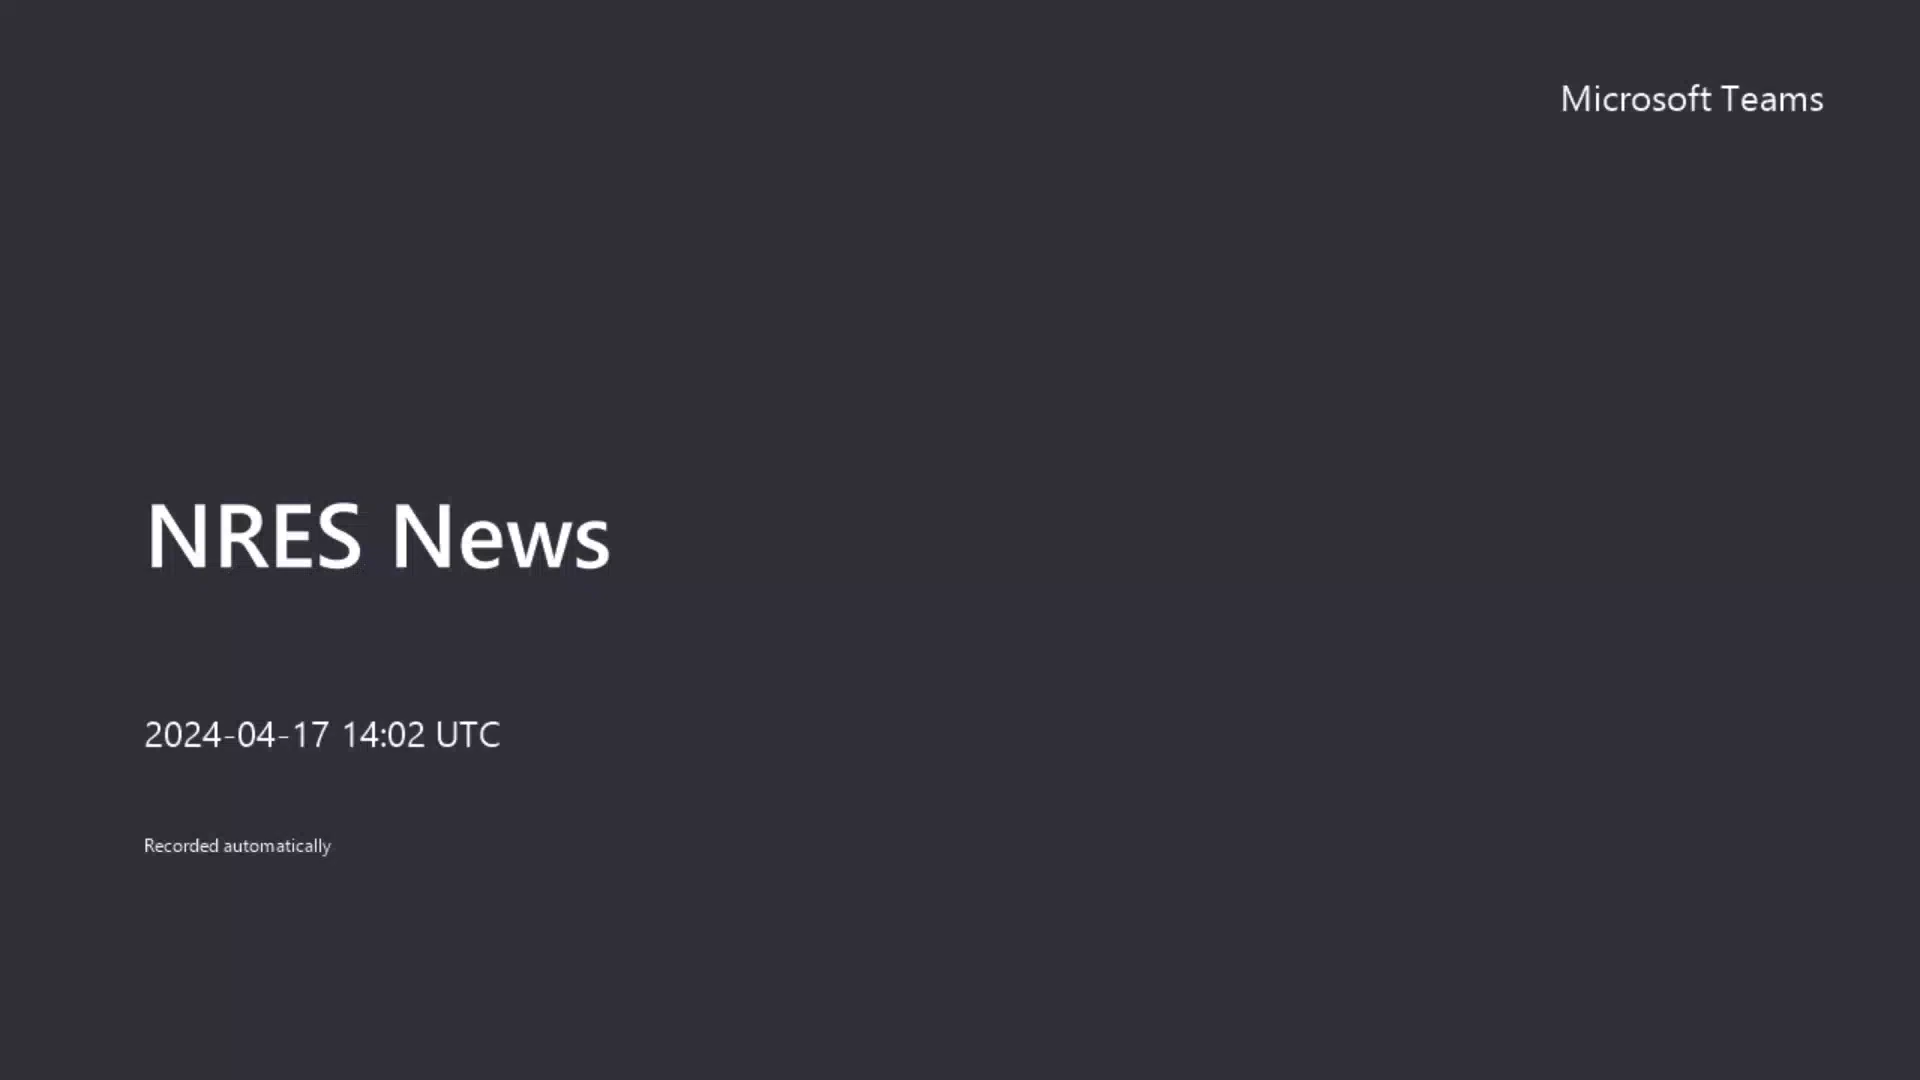 Microsoft Teams
NRES News
2024-04-17 14:02 UTC
Recorded automatically